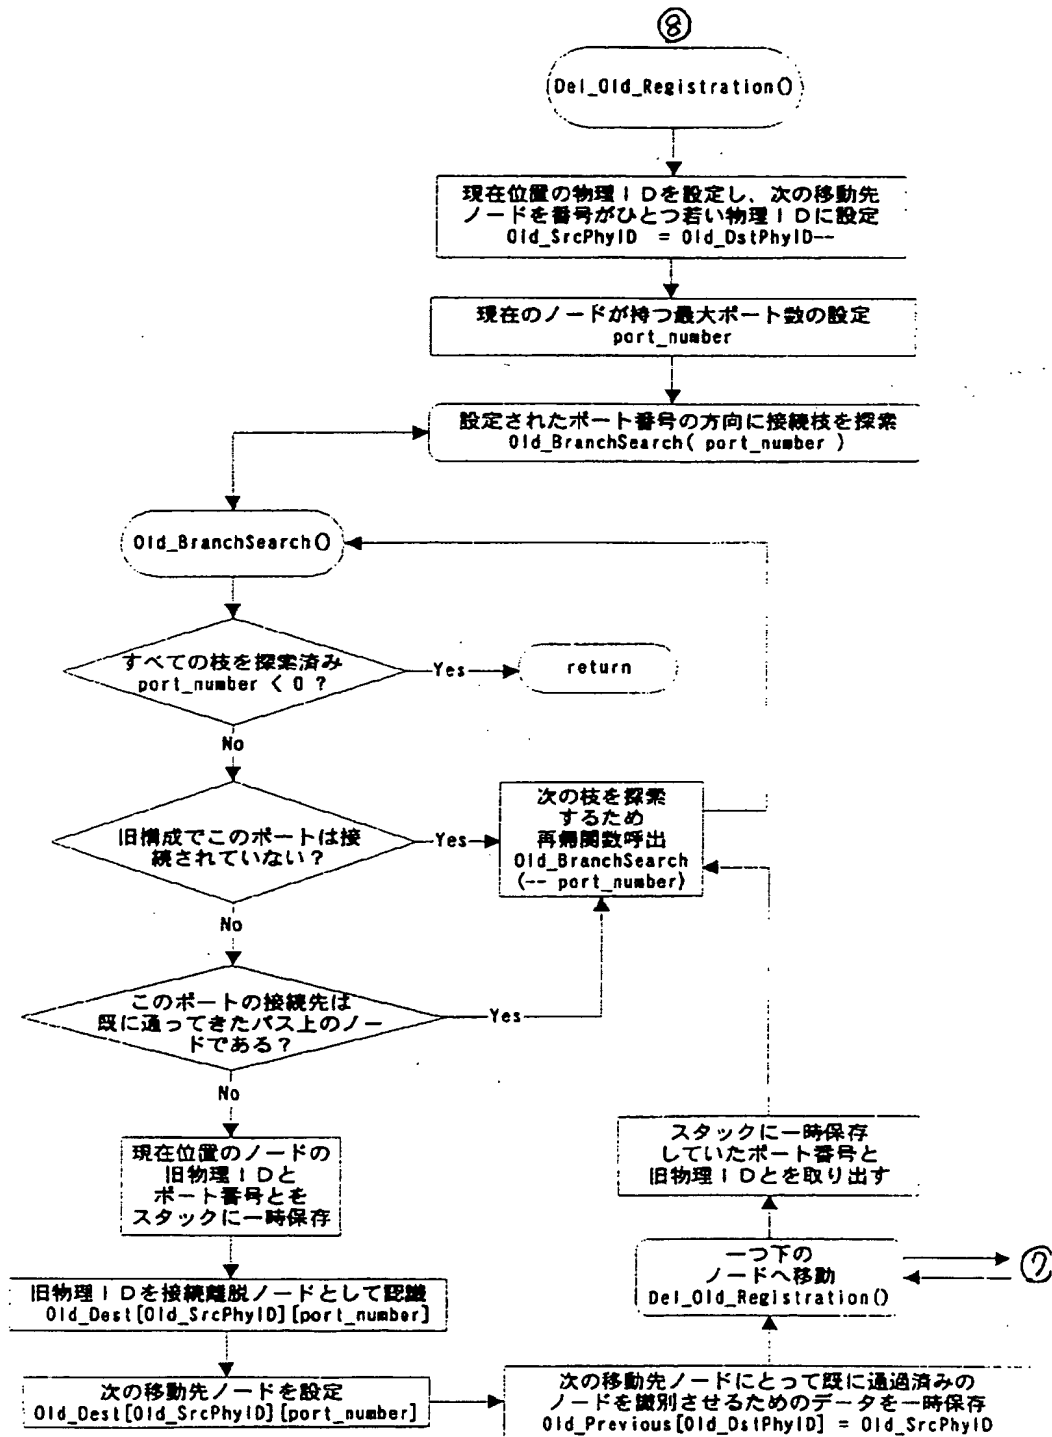 ⑧
Del_Old_Registration()
現在位置の物理IDを設定し、次の移動先
ノードを番号がひとつ若い物理IDに設定
Old_SrcPhyID = Old_DstPhyID--
現在のノードが持つ最大ポート数の設定
port_number
設定されたポート番号の方向に接続枝を探索
Old_BranchSearch( port_number )
Old_BranchSearch()
すべての枝を探索済み
port_number < 0 ?
Yes
return
No
旧構成でこのポートは接
続されていない?
Yes
次の枝を探索
するため
再帰関数呼出
Old_BranchSearch
(-- port_number)
No
このポートの接続先は
既に通ってきたパス上のノー
ドである?
Yes
No
現在位置のノードの
旧物理IDと
ポート番号とを
スタックに一時保存
スタックに一時保存
していたポート番号と
旧物理IDとを取り出す
一つ下の
ノードへ移動
Del_Old_Registration()
⑦
旧物理IDを接続離脱ノードとして認識
Old_Dest[Old_SrcPhyID][port_number]
次の移動先ノードを設定
Old_Dest[Old_SrcPhyID][port_number]
次の移動先ノードにとって既に通過済みの
ノードを識別させるためのデータを一時保存
Old_Previous[Old_DstPhyID] = Old_SrcPhyID